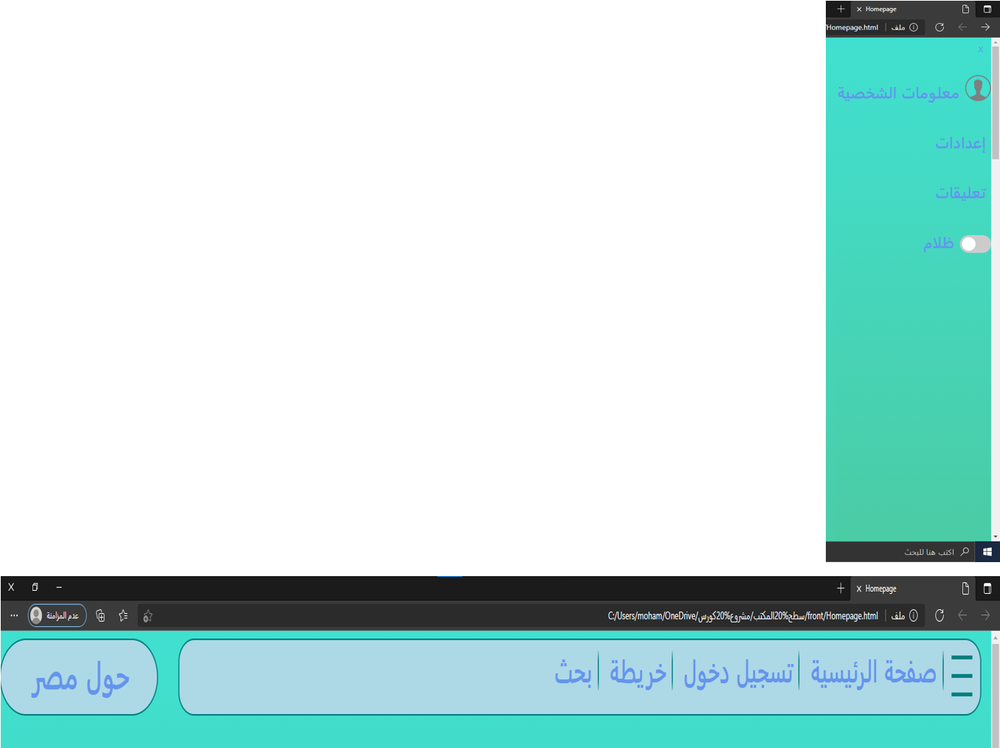 Homepage
ملف | /Homepage.html
X
معلومات الشخصية
إعدادات
تعليقات
ظلام
اكتب هنا للبحث
Homepage
ملف | C:/Users/moham/OneDrive/سطح%20المكتب/مشروع%20كورس/front/Homepage.html
عدم المزامنة
صفحة الرئيسية | تسجيل دخول | خريطة | بحث
حول مصر